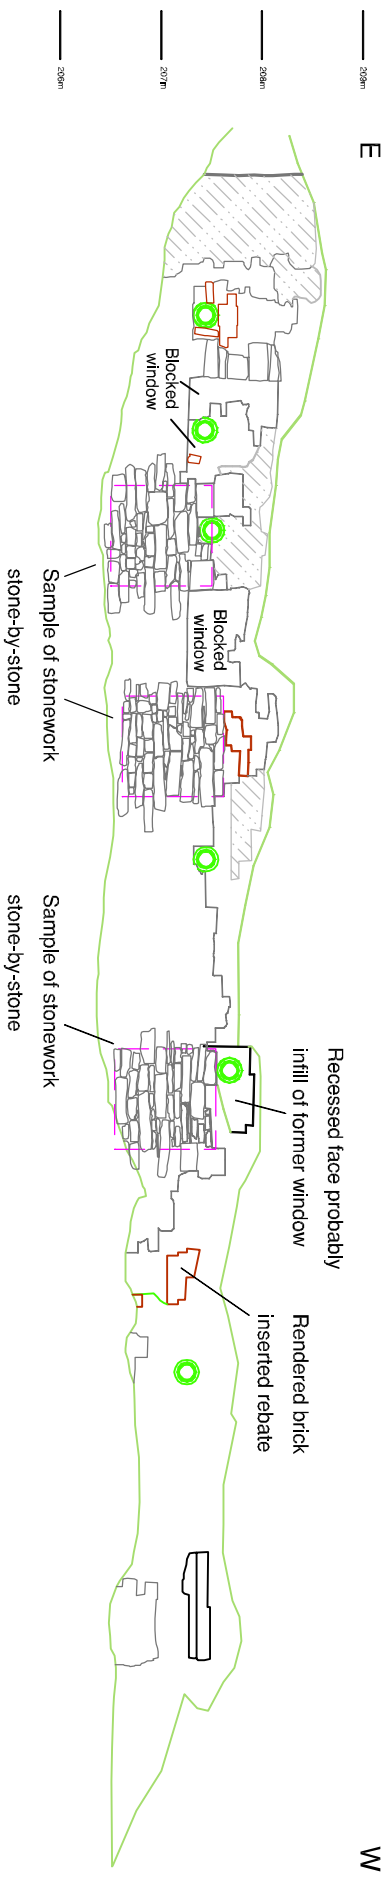 E
W
209m
208m
207m
206m
Blocked
window
Blocked
window
Recessed face probably
infill of former window
Rendered brick
inserted rebate
Sample of stonework
stone-by-stone
Sample of stonework
stone-by-stone